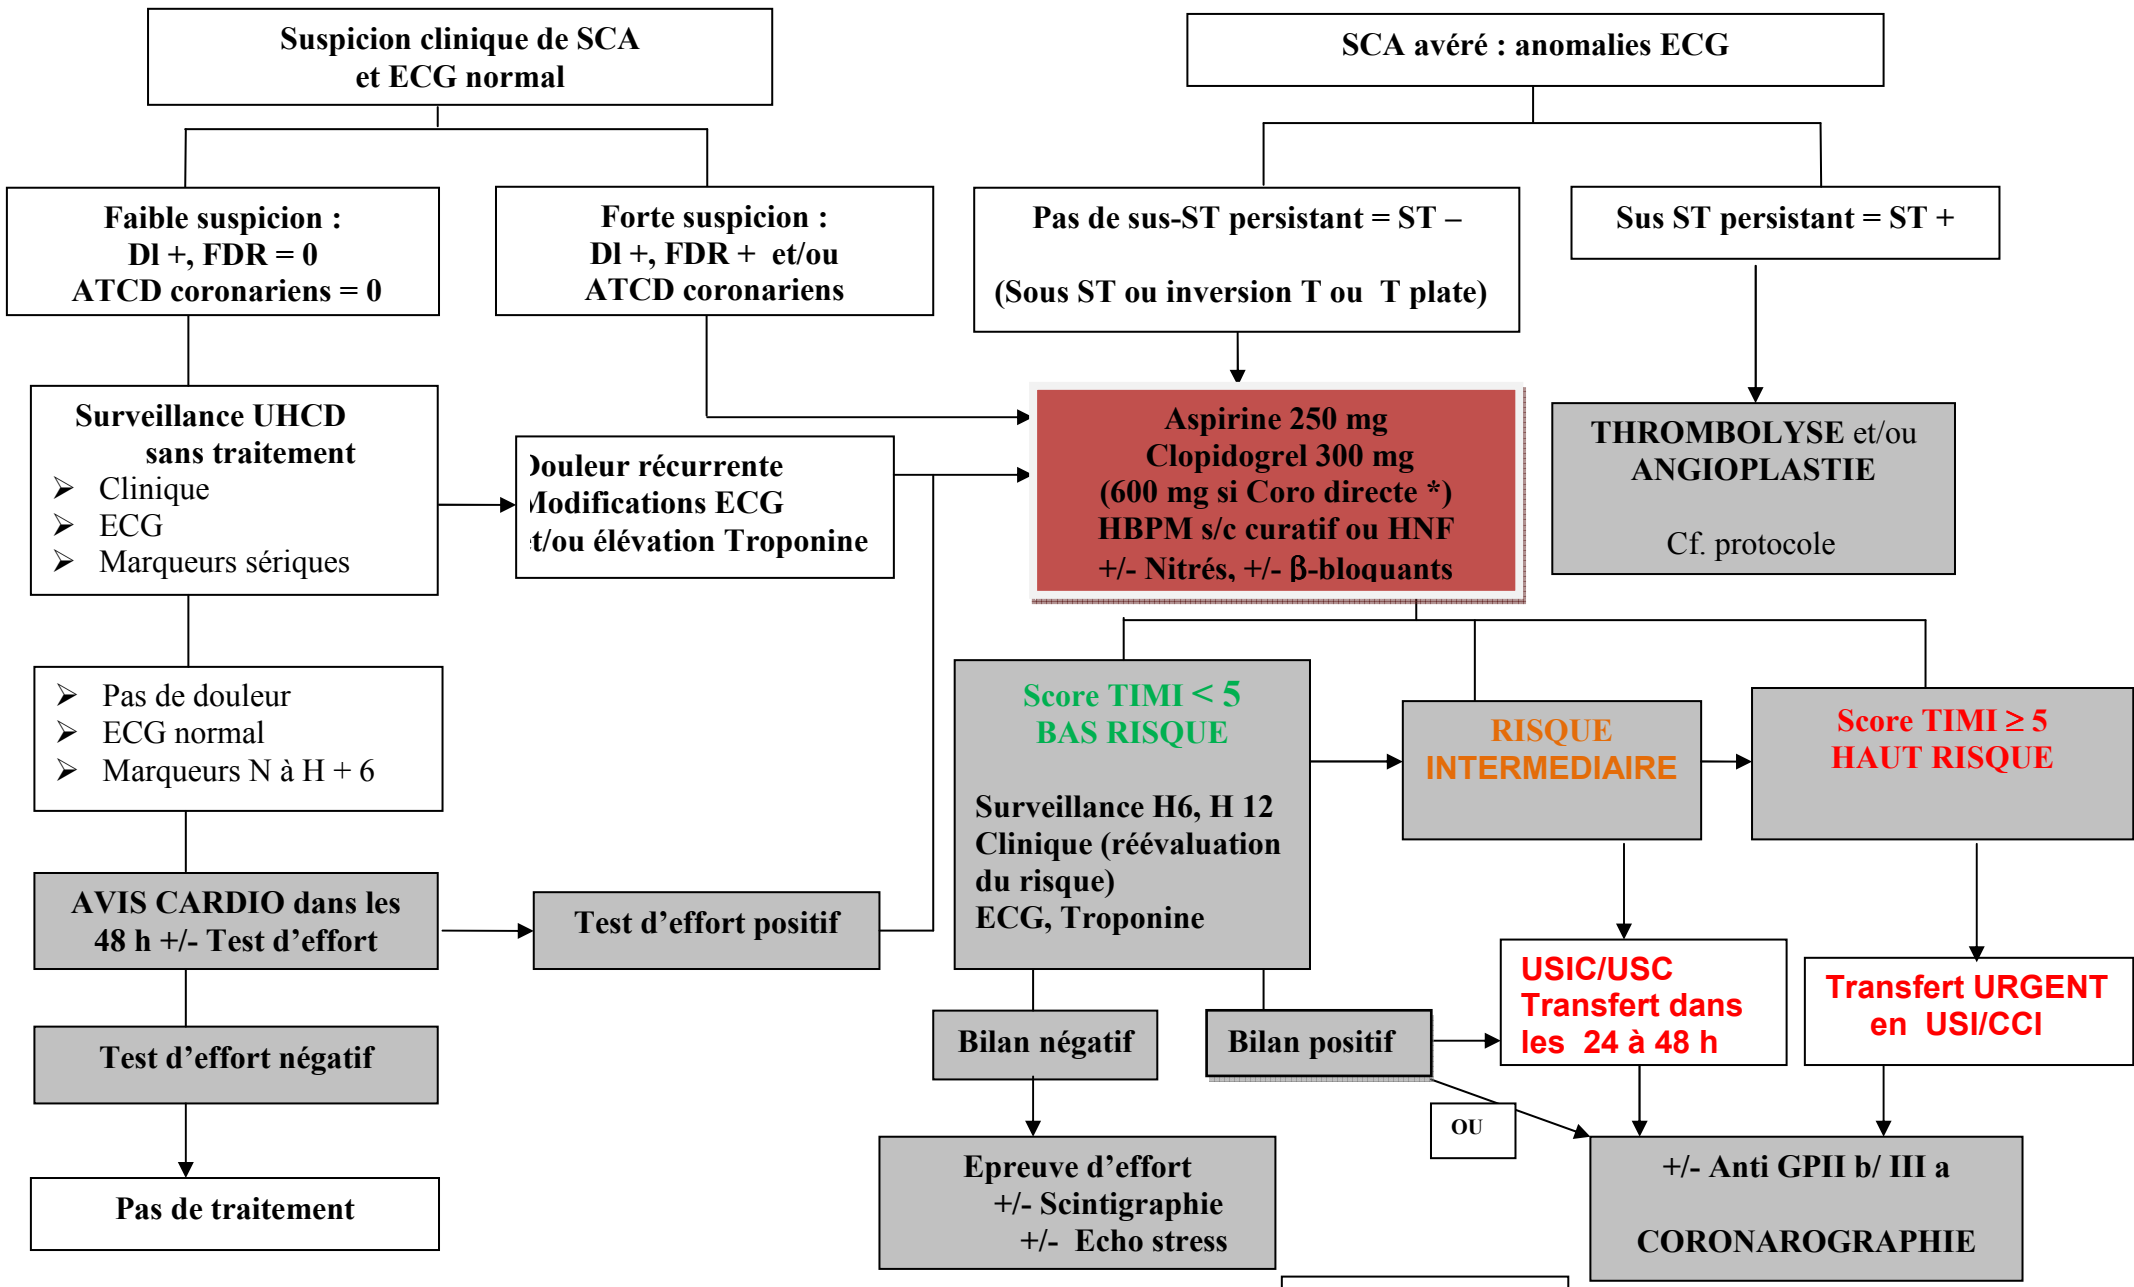 Suspicion clinique de SCA
et ECG normal
SCA avéré : anomalies ECG
Faible suspicion :
Dl +, FDR = 0
ATCD coronariens = 0
Forte suspicion :
Dl +, FDR + et/ou
ATCD coronariens
Pas de sus-ST persistant = ST –
(Sous ST ou inversion T ou T plate)
Sus ST persistant = ST +
Surveillance UHCD
sans traitement
➢ Clinique
➢ ECG
➢ Marqueurs sériques
Douleur récurrente
Modifications ECG
et/ou élévation Troponine
Aspirine 250 mg
Clopidogrel 300 mg
(600 mg si Coro directe *)
HBPM s/c curatif ou HNF
+/- Nitrés, +/- β-bloquants
THROMBOLYSE et/ou
ANGIOPLASTIE
Cf. protocole
➢ Pas de douleur
➢ ECG normal
➢ Marqueurs N à H + 6
Score TIMI < 5
BAS RISQUE
Surveillance H6, H 12
Clinique (réévaluation
du risque)
ECG, Troponine
RISQUE
INTERMEDIAIRE
Score TIMI ≥ 5
HAUT RISQUE
AVIS CARDIO dans les
48 h +/- Test d’effort
Test d’effort positif
USIC/USC
Transfert dans
les 24 à 48 h
Transfert URGENT
en USI/CCI
Test d’effort négatif
Bilan négatif
Bilan positif
OU
Pas de traitement
Epreuve d’effort
+/- Scintigraphie
+/- Echo stress
+/- Anti GPII b/ III a
CORONAROGRAPHIE